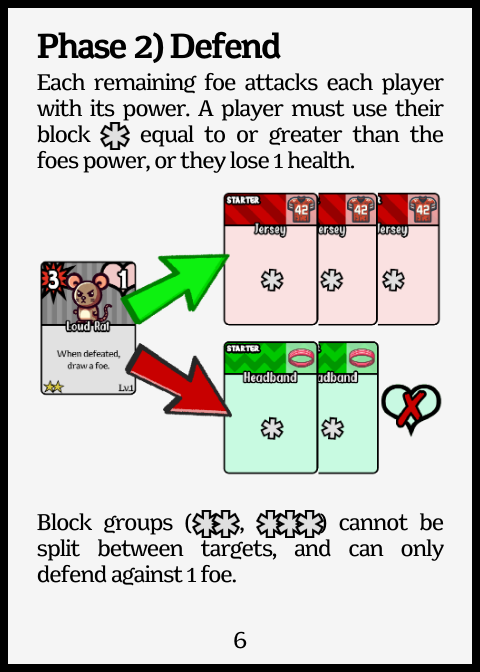 Phase 2) Defend
Each remaining foe attacks each player
with its power. A player must use their
block * equal to or greater than the
foes power, or they lose 1 health.
STARTER
42
42
42
Jersey
ersey
ersey
3
1
Loud Rat
When defeated,
draw a foe.
Lv.1
STARTER
Headband
adband
Block groups (**, ***) cannot be
split between targets, and can only
defend against 1 foe.
6